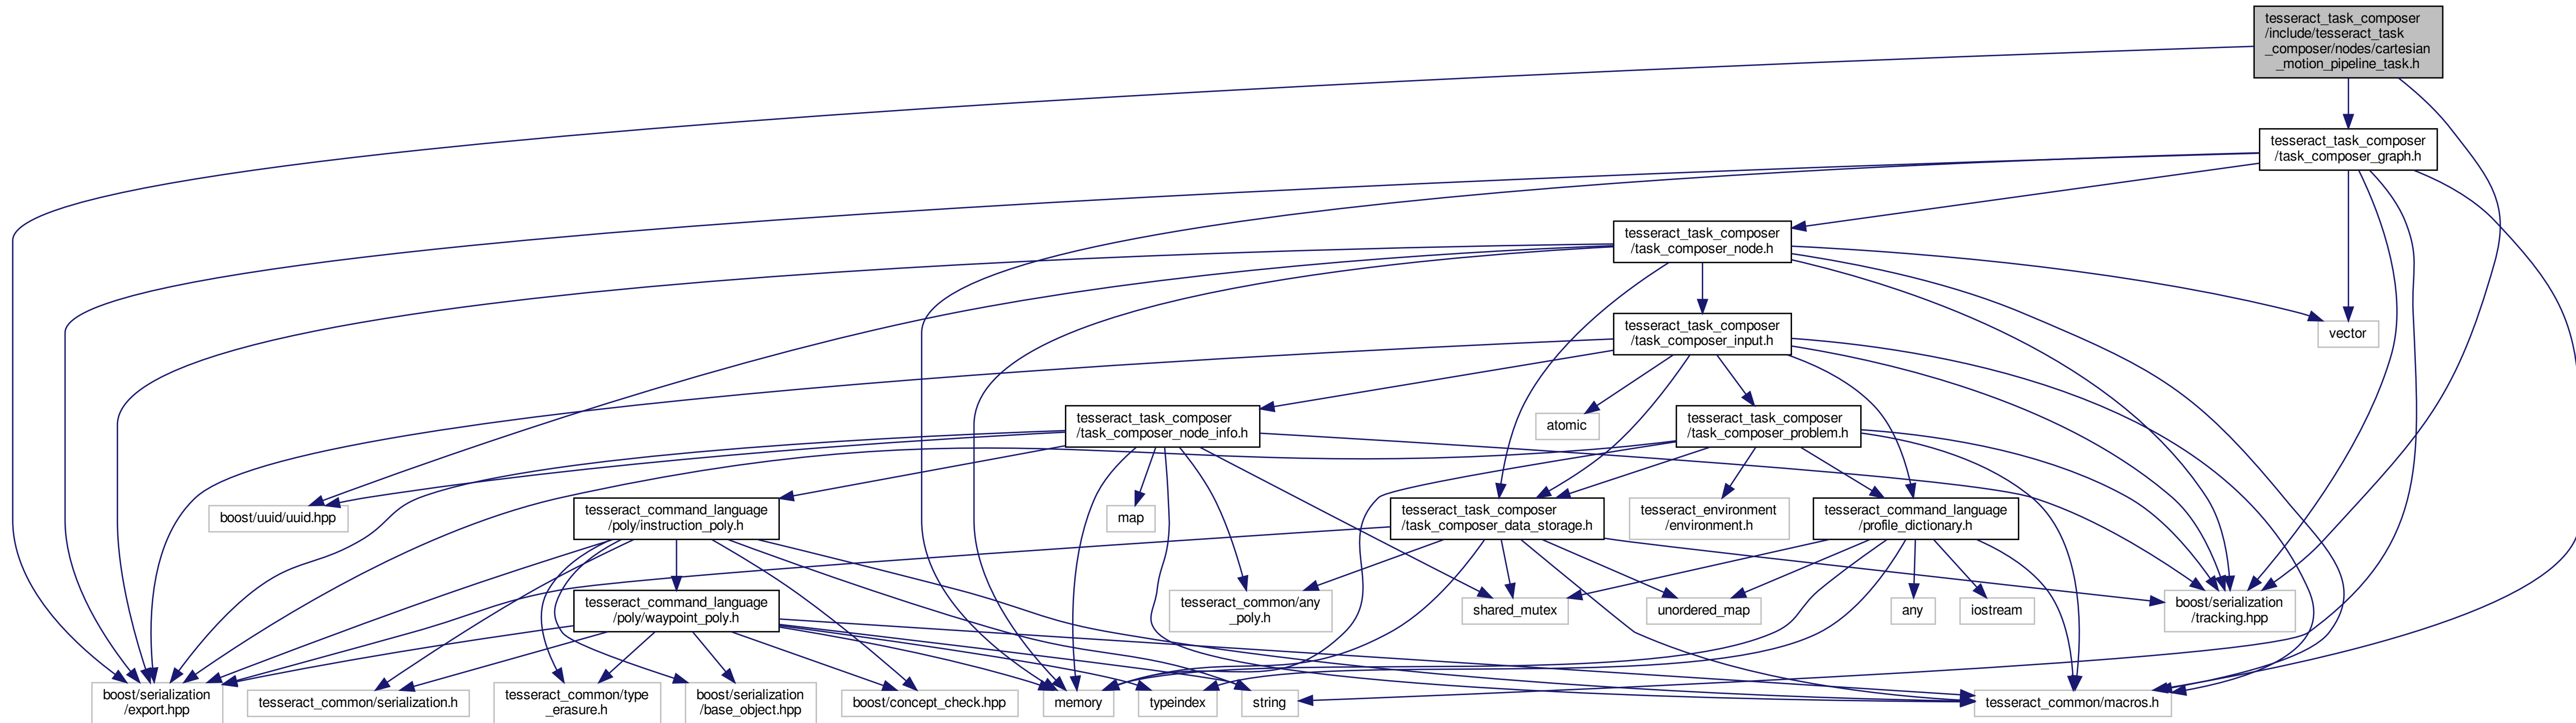 tesseract_task_composer
/include/tesseract_task
_composer/nodes/cartesian
_motion_pipeline_task.h
tesseract_task_composer
/task_composer_graph.h
tesseract_task_composer
/task_composer_node.h
tesseract_task_composer
/task_composer_input.h
vector
tesseract_task_composer
/task_composer_node_info.h
atomic
tesseract_task_composer
/task_composer_problem.h
boost/uuid/uuid.hpp
tesseract_command_language
/poly/instruction_poly.h
map
tesseract_task_composer
/task_composer_data_storage.h
tesseract_environment
/environment.h
tesseract_command_language
/profile_dictionary.h
tesseract_command_language
/poly/waypoint_poly.h
tesseract_common/any
_poly.h
shared_mutex
unordered_map
any
iostream
boost/serialization
/tracking.hpp
boost/serialization
/export.hpp
tesseract_common/serialization.h
tesseract_common/type
_erasure.h
boost/serialization
/base_object.hpp
boost/concept_check.hpp
memory
typeindex
string
tesseract_common/macros.h